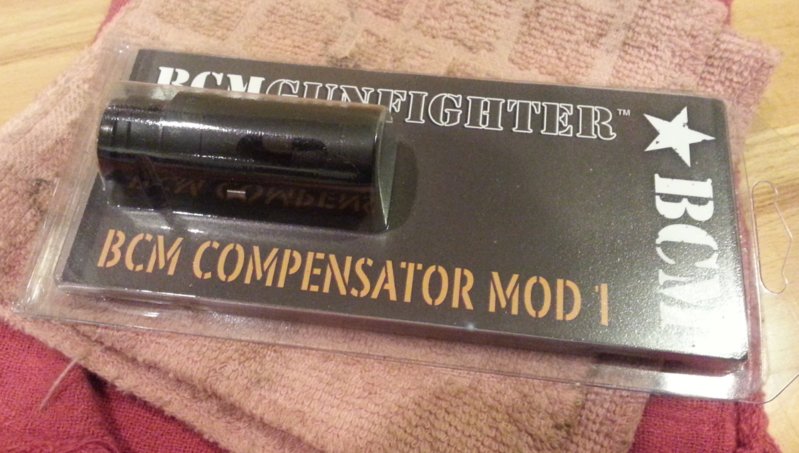 BCMGUNFIGHTER™
BCM
BCM COMPENSATOR MOD 1